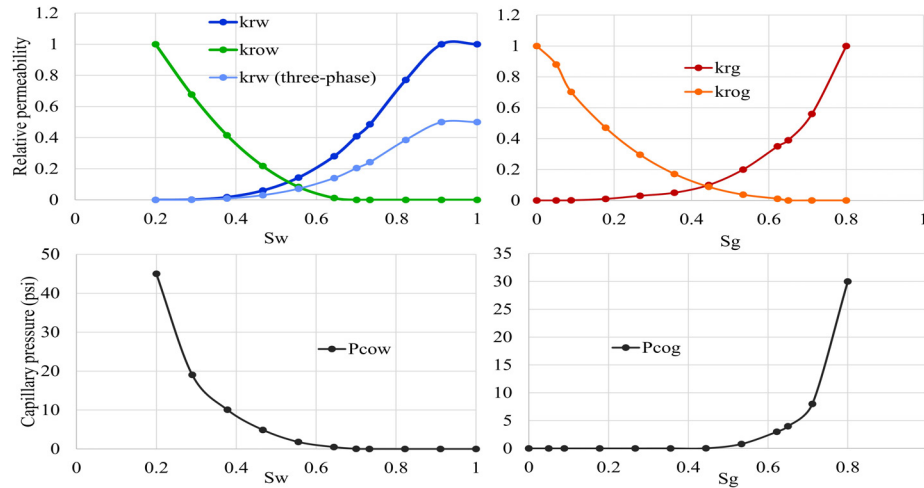 Relative permeability
1.2
1
0.8
0.6
0.4
0.2
0
krw
krow
krw (three-phase)
0 0.2 0.4 0.6 0.8 1
Sw
1.2
1
0.8
0.6
0.4
0.2
0
krg
krog
0 0.2 0.4 0.6 0.8 1
Sg
Capillary pressure (psi)
50
40
30
20
10
0
Pcow
0 0.2 0.4 0.6 0.8 1
Sw
35
30
25
20
15
10
5
0
Pcog
0 0.2 0.4 0.6 0.8 1
Sg